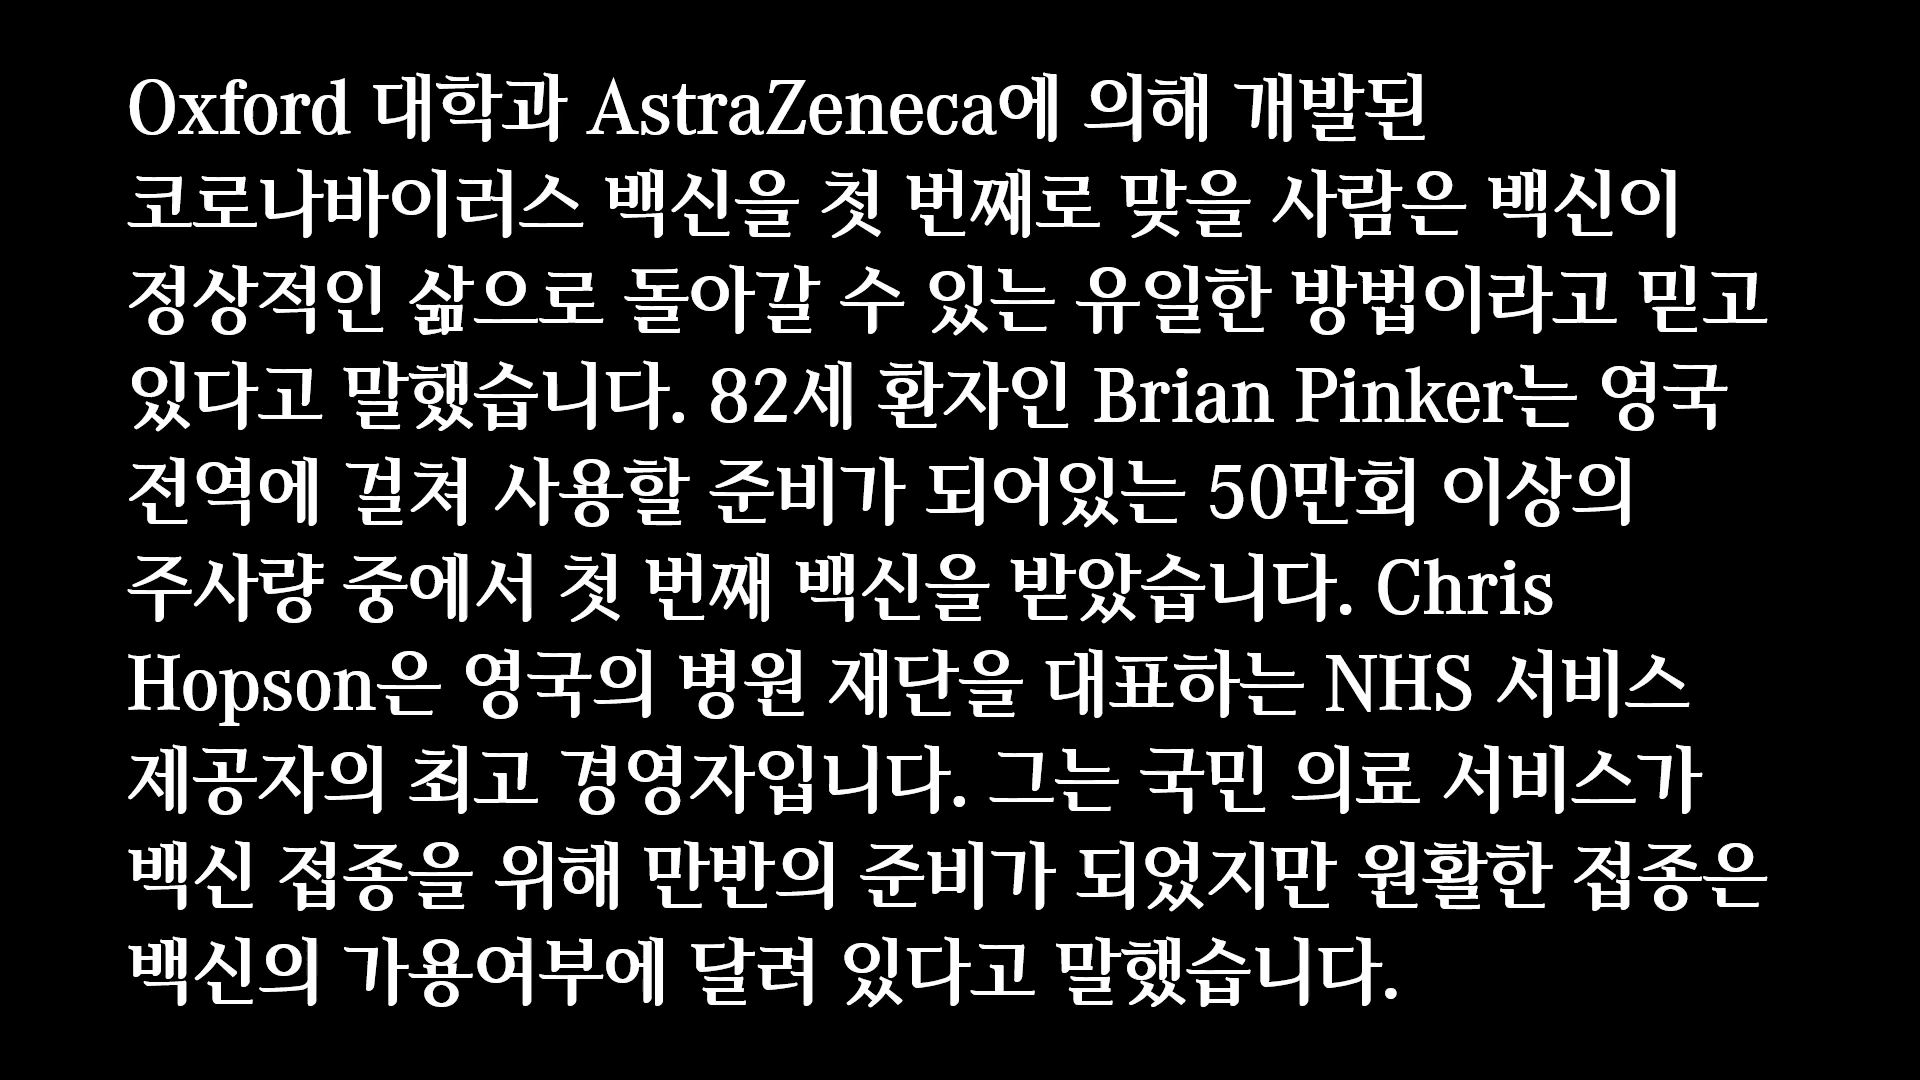 Oxford 대학과 AstraZeneca에 의해 개발된
코로나바이러스 백신을 첫 번째로 맞을 사람은 백신이
정상적인 삶으로 돌아갈 수 있는 유일한 방법이라고 믿고
있다고 말했습니다. 82세 환자인 Brian Pinker는 영국
전역에 걸쳐 사용할 준비가 되어있는 50만회 이상의
주사량 중에서 첫 번째 백신을 받았습니다. Chris
Hopson은 영국의 병원 재단을 대표하는 NHS 서비스
제공자의 최고 경영자입니다. 그는 국민 의료 서비스가
백신 접종을 위해 만반의 준비가 되었지만 원활한 접종은
백신의 가용여부에 달려 있다고 말했습니다.